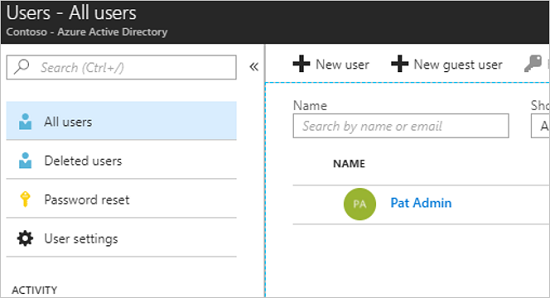 Users - All users
Contoso - Azure Active Directory
Search (Ctrl+/)
«
All users
Deleted users
Password reset
User settings
ACTIVITY
New user
New guest user
Name
Sho
Search by name or email
A
NAME
PA
Pat Admin